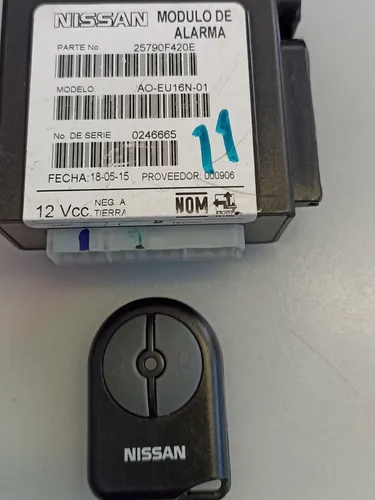 NISSAN
MODULO DE
ALARMA
PARTE No. 25790F420E
MODELO: AO-EU16N-01
No. DE SERIE 0246665
11
FECHA:18-05-15 PROVEEDOR: 000906
12 Vcc. NEG. A
TIERRA
NOM
NISSAN